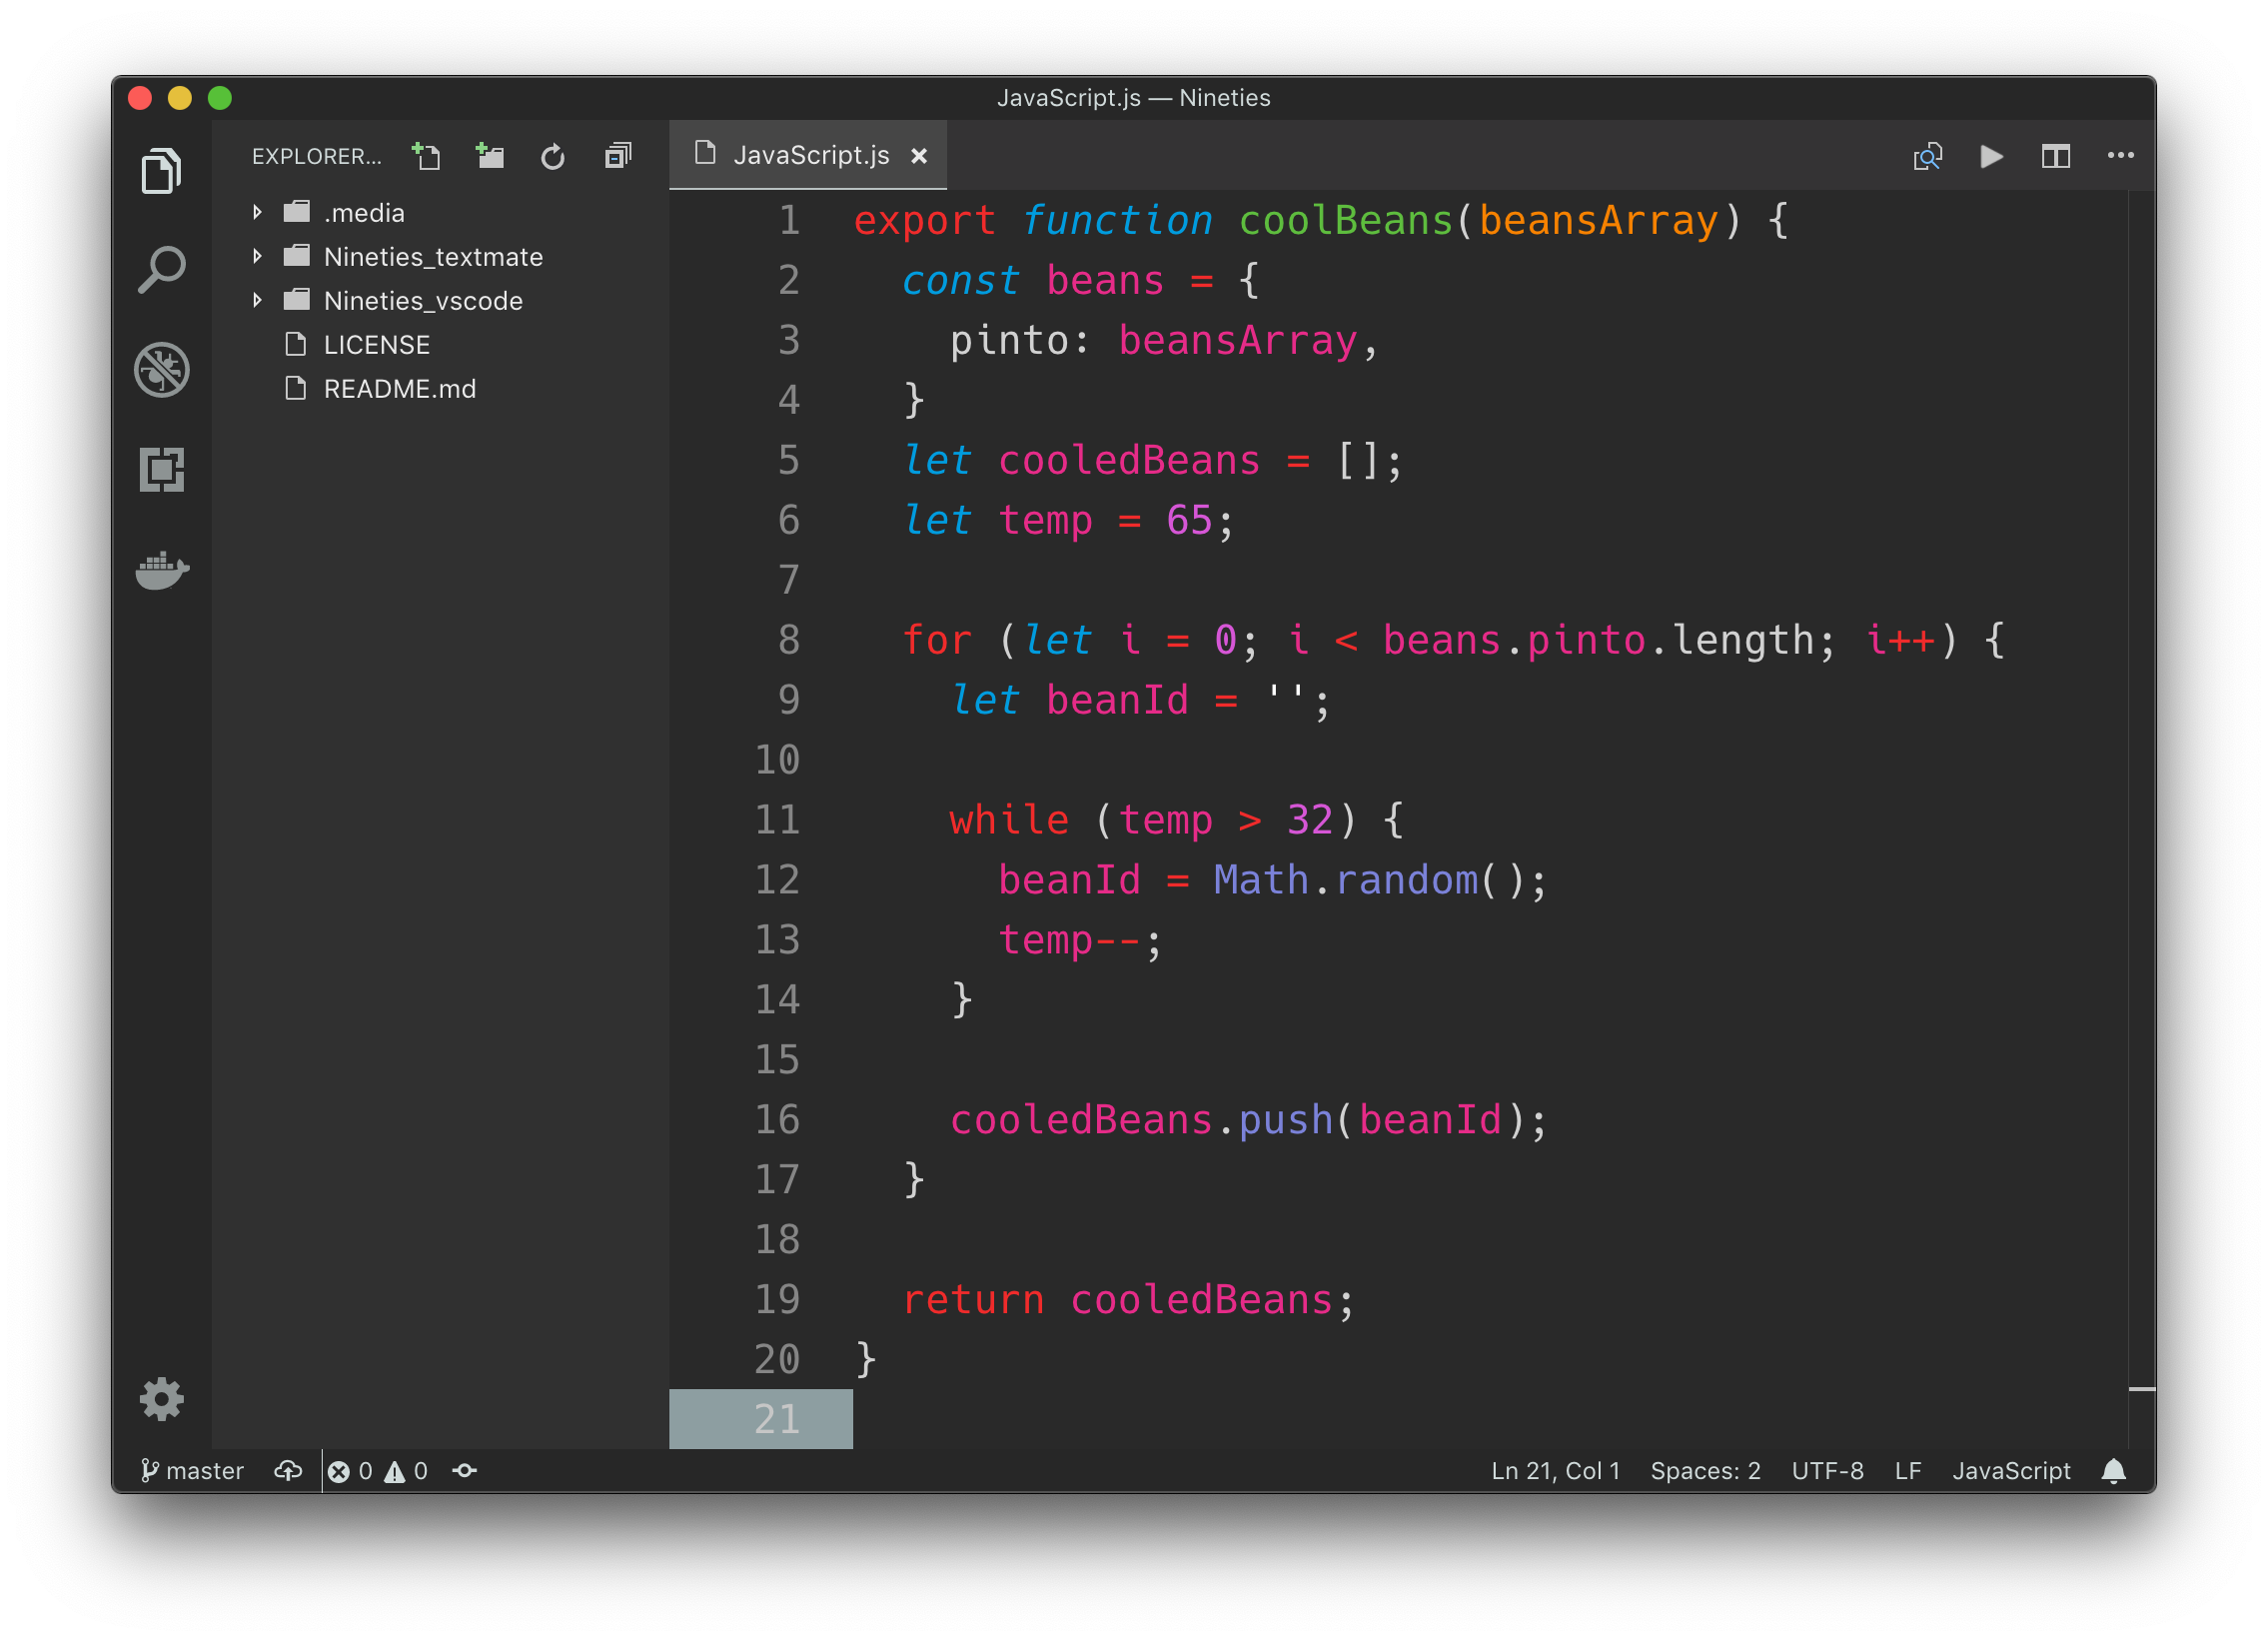 JavaScript.js — Nineties
EXPLORER...
.media
Nineties_textmate
Nineties_vscode
LICENSE
README.md
JavaScript.js
1 export function coolBeans(beansArray) {
2   const beans = {
3     pinto: beansArray,
4   }
5   let cooledBeans = [];
6   let temp = 65;
7
8   for (let i = 0; i < beans.pinto.length; i++) {
9     let beanId = '';
10
11     while (temp > 32) {
12       beanId = Math.random();
13       temp--;
14     }
15
16     cooledBeans.push(beanId);
17   }
18
19   return cooledBeans;
20 }
21
master 0 0 Ln 21, Col 1 Spaces: 2 UTF-8 LF JavaScript